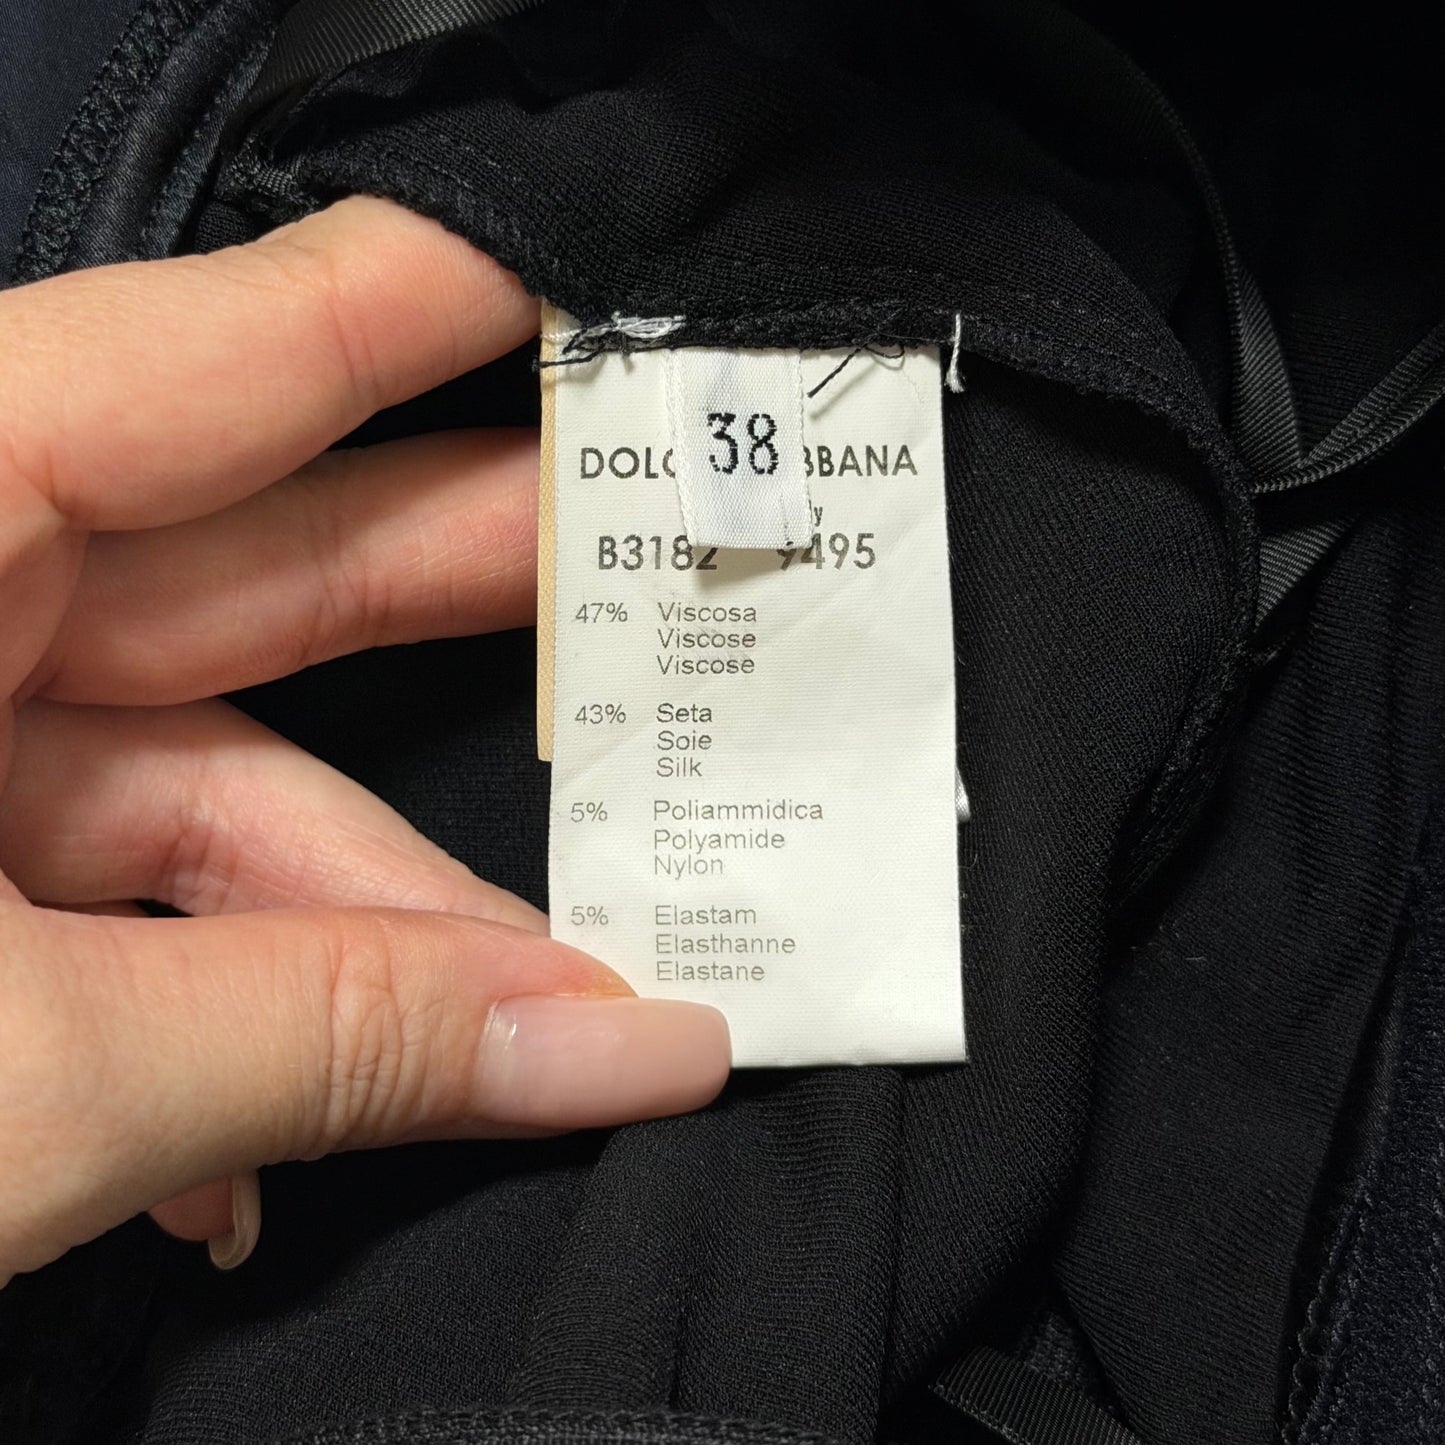 38
DOLC BBANA
ly
B3182 9495
47% Viscosa
Viscose
Viscose
43% Seta
Soie
Silk
5% Poliammidica
Polyamide
Nylon
5% Elastam
Elasthanne
Elastane